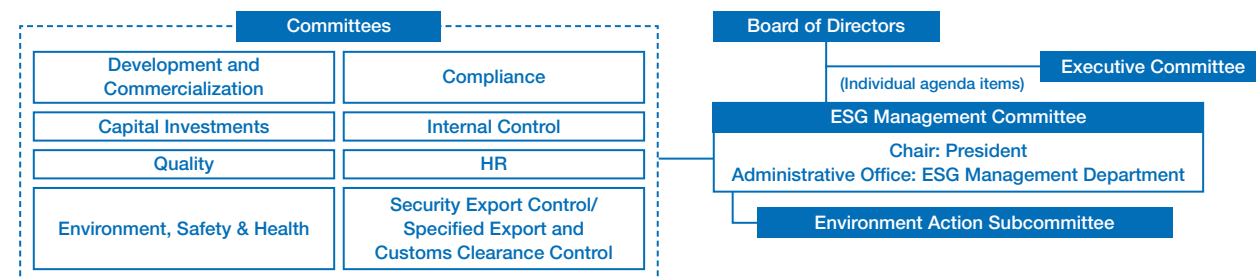 Committees
Development and
Commercialization
Compliance
Capital Investments
Internal Control
Quality
HR
Environment, Safety & Health
Security Export Control/
Specified Export and
Customs Clearance Control
Board of Directors
Executive Committee
(Individual agenda items)
ESG Management Committee
Chair: President
Administrative Office: ESG Management Department
Environment Action Subcommittee